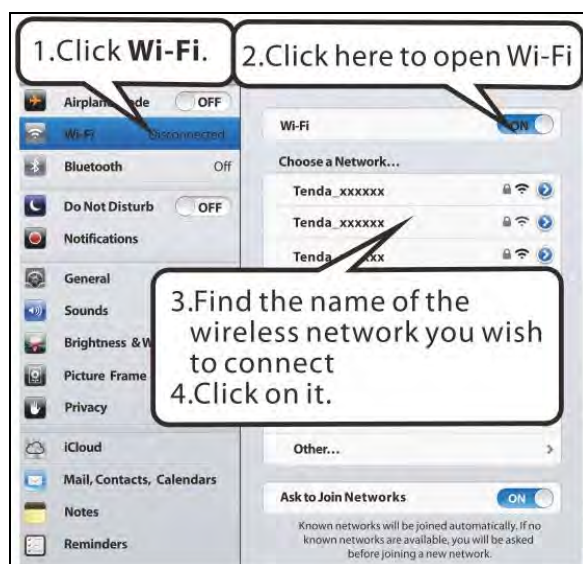 1.Click Wi-Fi.
2.Click here to open Wi-Fi
OFF
Wi-Fi Disconnected
Bluetooth Off
Do Not Disturb OFF
Notifications
General
Sounds
Brightness & W
Picture Frame
Privacy
iCloud
Mail, Contacts, Calendars
Notes
Reminders
Wi-Fi ON
Choose a Network...
Tenda_xxxxxx
Tenda_xxxxxx
Tenda
3.Find the name of the
wireless network you wish
to connect
4.Click on it.
Other...
Ask to Join Networks ON
Known networks will be joined automatically. If no
known networks are available, you will be asked
before joining a new network.